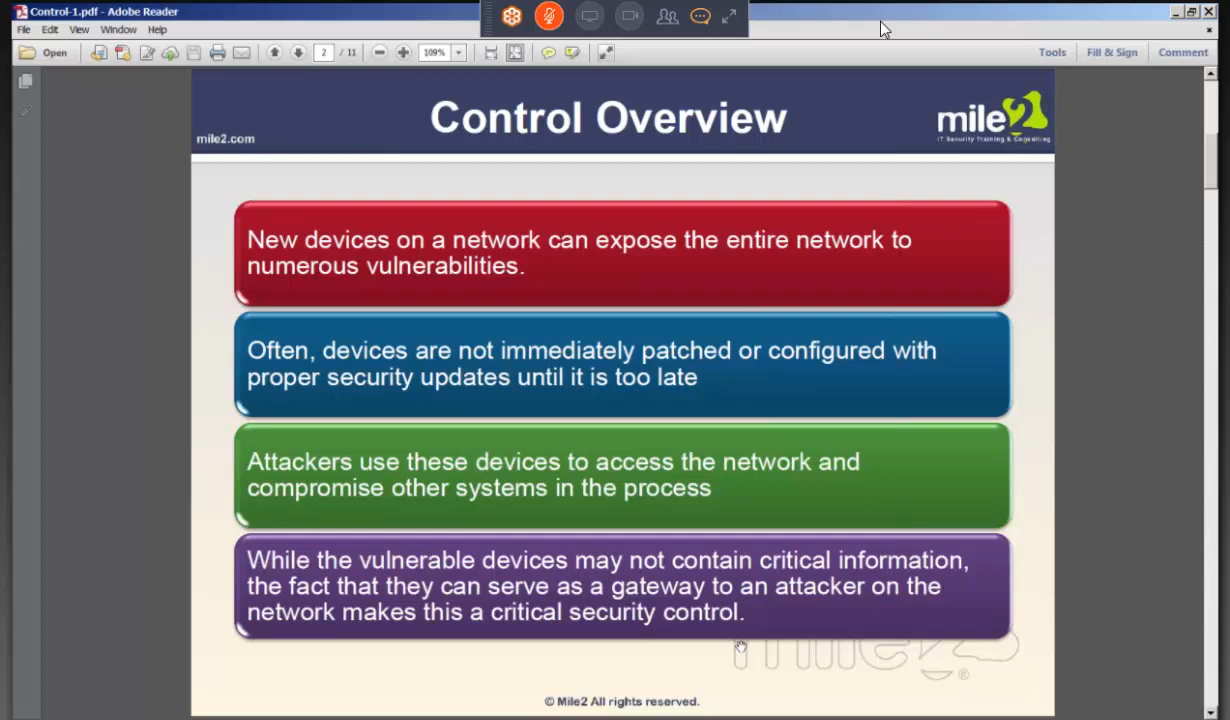 Control-1.pdf - Adobe Reader
File Edit View Window Help
Open 2 / 11 109% Tools Fill & Sign Comment
Control Overview
mile2
IT Security Training & Consulting
mile2.com
New devices on a network can expose the entire network to
numerous vulnerabilities.
Often, devices are not immediately patched or configured with
proper security updates until it is too late
Attackers use these devices to access the network and
compromise other systems in the process
While the vulnerable devices may not contain critical information,
the fact that they can serve as a gateway to an attacker on the
network makes this a critical security control.
mile2 ®
© Mile2 All rights reserved.